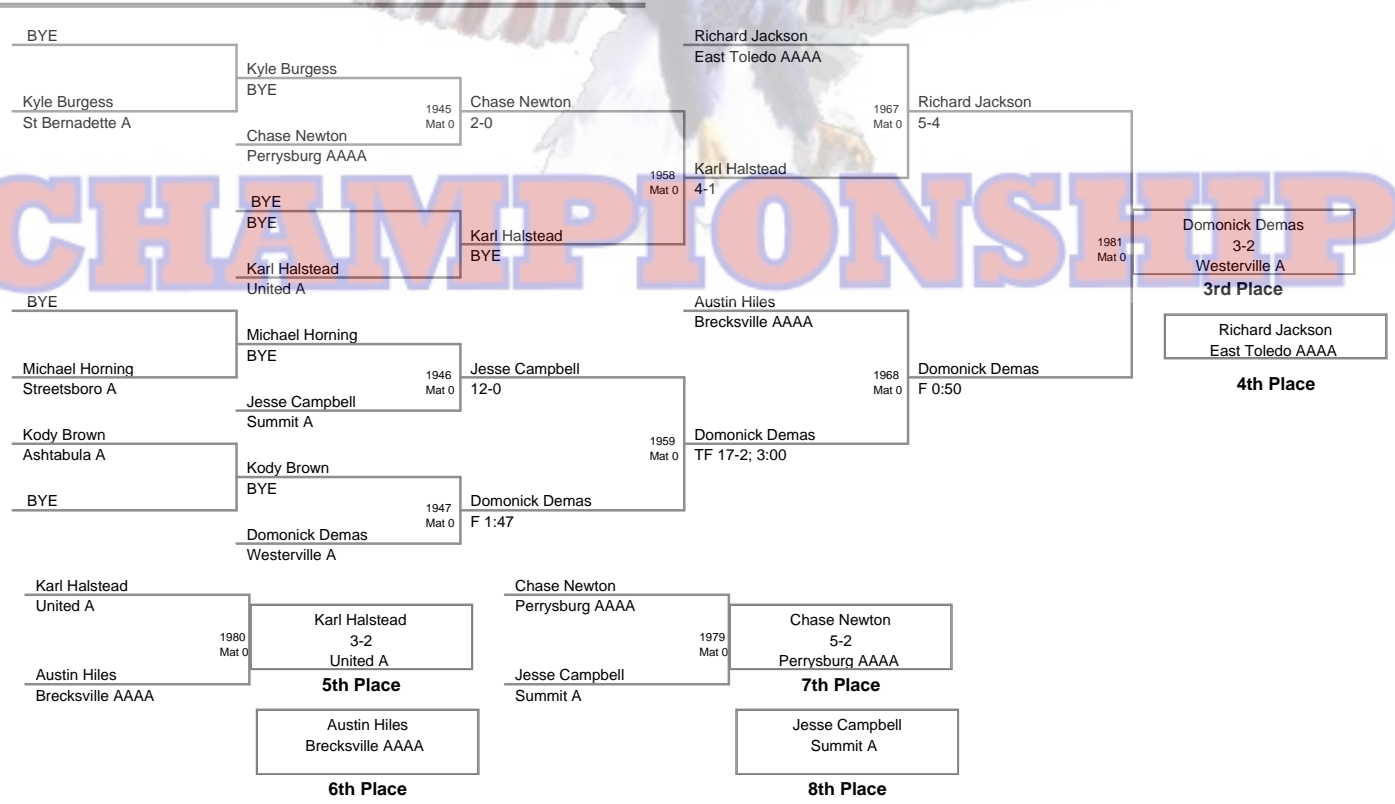 BYE
Richard Jackson
East Toledo AAAA
Kyle Burgess
BYE
Kyle Burgess
St Bernadette A
1945
Mat 0
Chase Newton
2-0
1967
Mat 0
Richard Jackson
5-4
Chase Newton
Perrysburg AAAA
1958
Mat 0
Karl Halstead
4-1
CHAMPIONSHIP
BYE
BYE
Karl Halstead
BYE
Karl Halstead
United A
1981
Mat 0
Domonick Demas
3-2
Westerville A
3rd Place
BYE
Austin Hiles
Brecksville AAAA
Richard Jackson
East Toledo AAAA
4th Place
Michael Horning
BYE
Michael Horning
Streetsboro A
1946
Mat 0
Jesse Campbell
12-0
1968
Mat 0
Domonick Demas
F 0:50
Jesse Campbell
Summit A
Kody Brown
Ashtabula A
1959
Mat 0
Domonick Demas
TF 17-2; 3:00
Kody Brown
BYE
BYE
1947
Mat 0
Domonick Demas
F 1:47
Domonick Demas
Westerville A
Karl Halstead
United A
1980
Mat 0
Karl Halstead
3-2
United A
5th Place
Austin Hiles
Brecksville AAAA
Austin Hiles
Brecksville AAAA
6th Place
Chase Newton
Perrysburg AAAA
1979
Mat 0
Chase Newton
5-2
Perrysburg AAAA
7th Place
Jesse Campbell
Summit A
Jesse Campbell
Summit A
8th Place